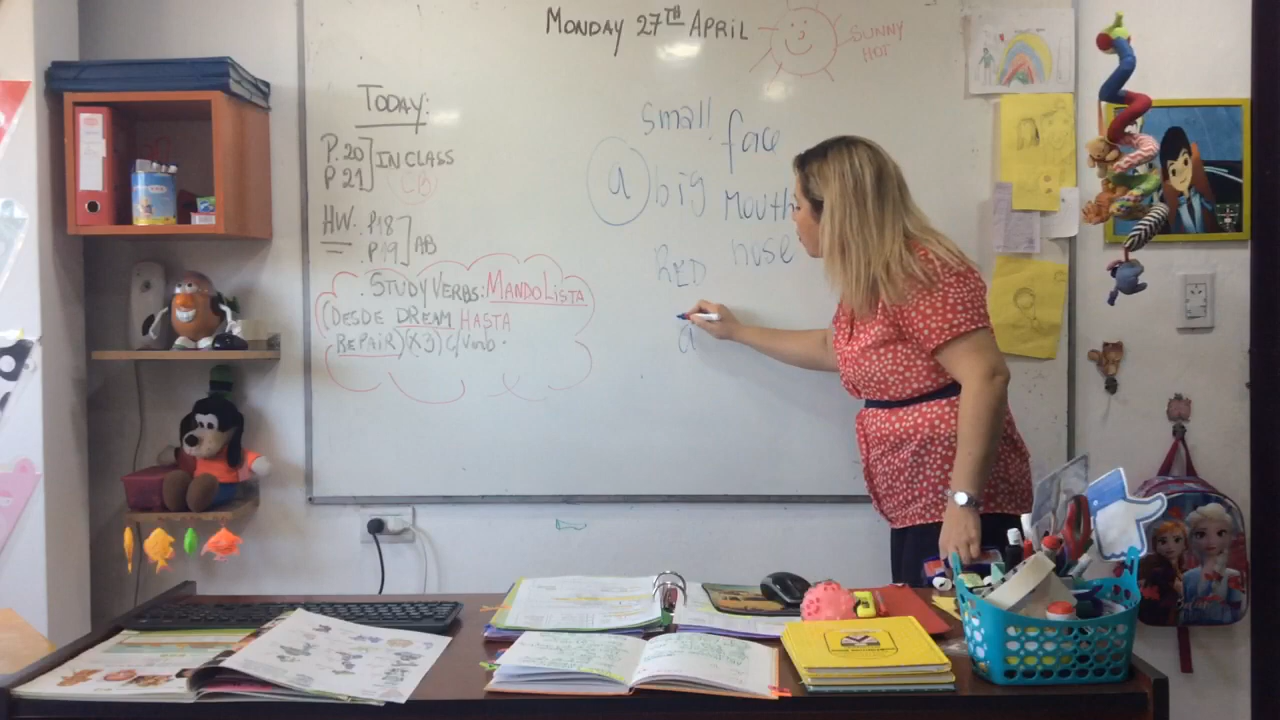 MONDAY 27TH APRIL
SUNNY
HOT
TODAY:
P.20
P 21] IN CLASS
CB
HW. P.18
P.19] AB
. STUDY VERBS: MANDO LISTA
(DESDE DREAM HASTA
REPAIR) (X3) C/Verb.
small face
a big Mouth
RED nose
a